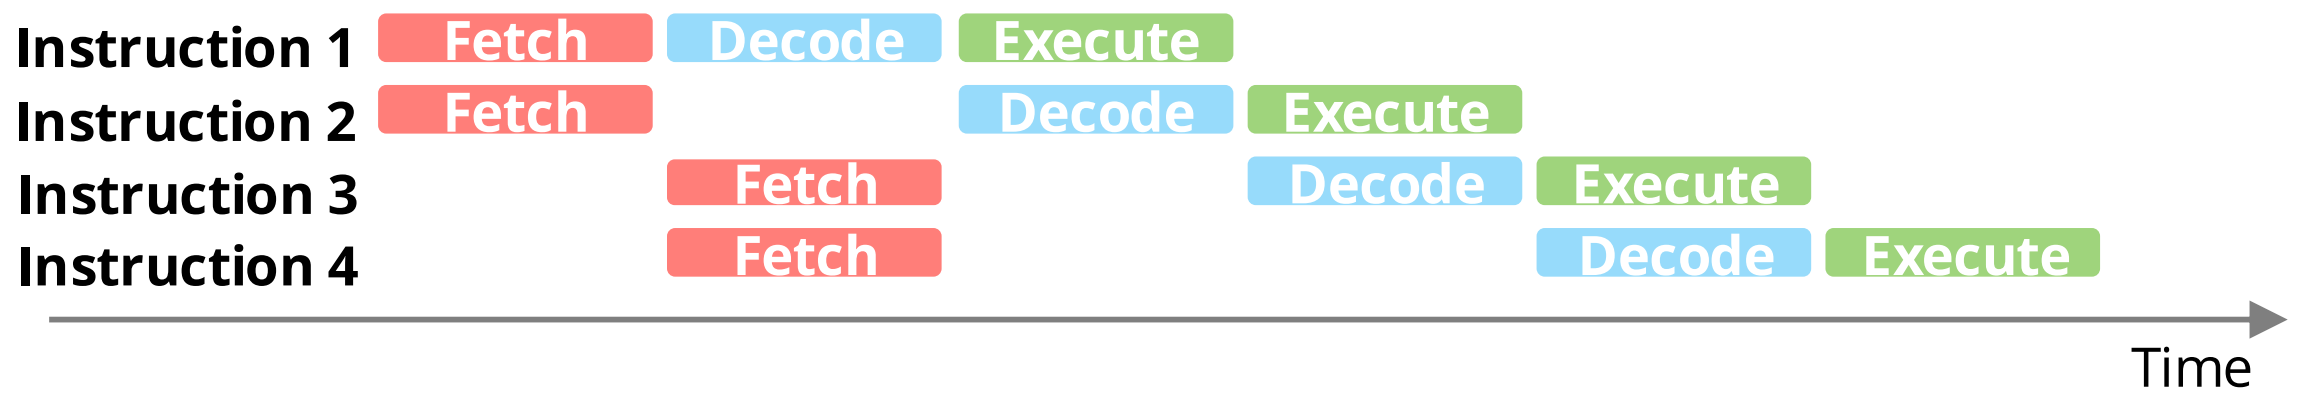 Instruction 1 Fetch Decode Execute
Instruction 2 Fetch Decode Execute
Instruction 3 Fetch Decode Execute
Instruction 4 Fetch Decode Execute
Time